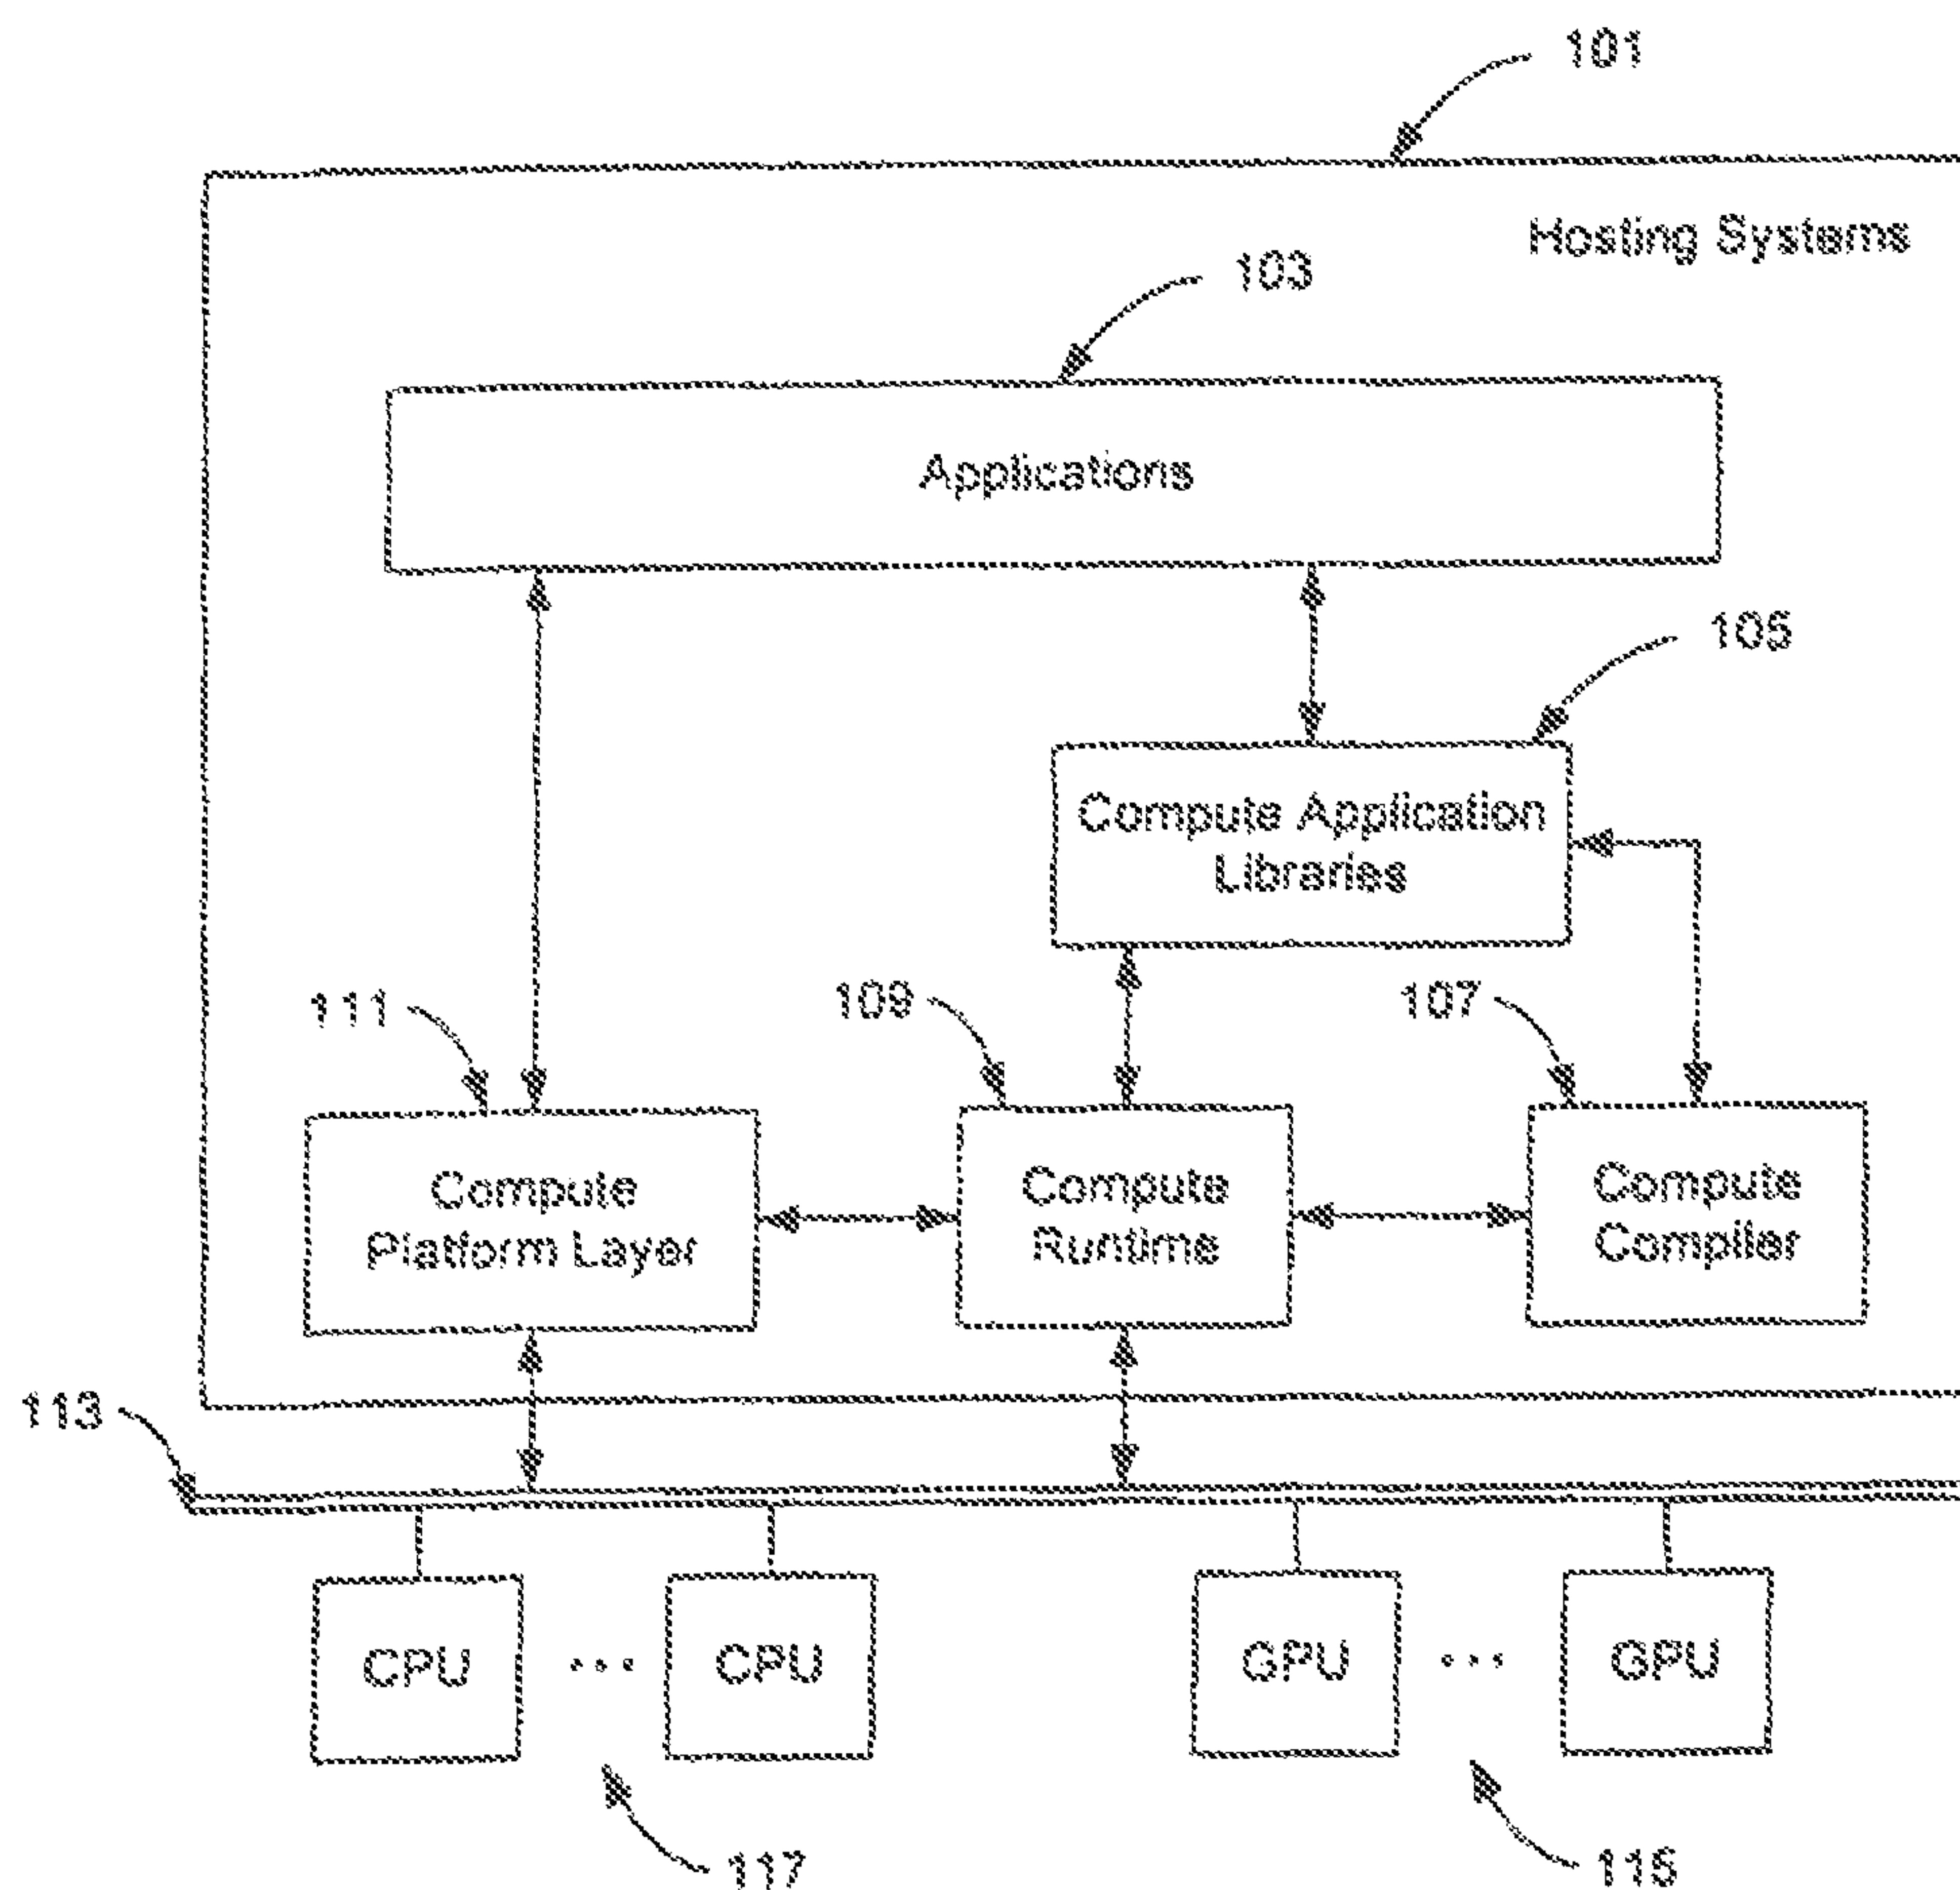 101
Hosting Systems
103
Applications
105
Compute Application
Libraries
111
109
107
Compute
Platform Layer
Compute
Runtime
Compute
Compiler
113
CPU
...
CPU
GPU
...
GPU
117
115